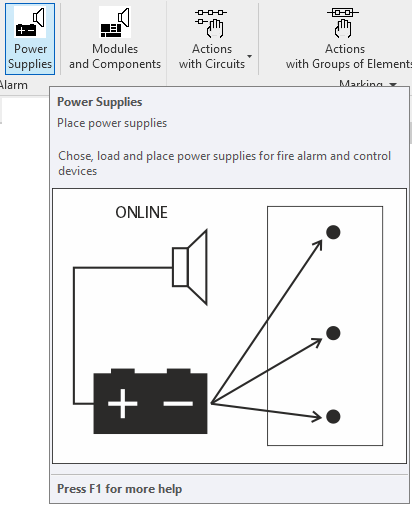 Power
Supplies
Modules
and Components
Actions
with Circuits
Actions
with Groups of Elements
Alarm
Marking
Power Supplies
Place power supplies
Chose, load and place power supplies for fire alarm and control
devices
ONLINE
Press F1 for more help